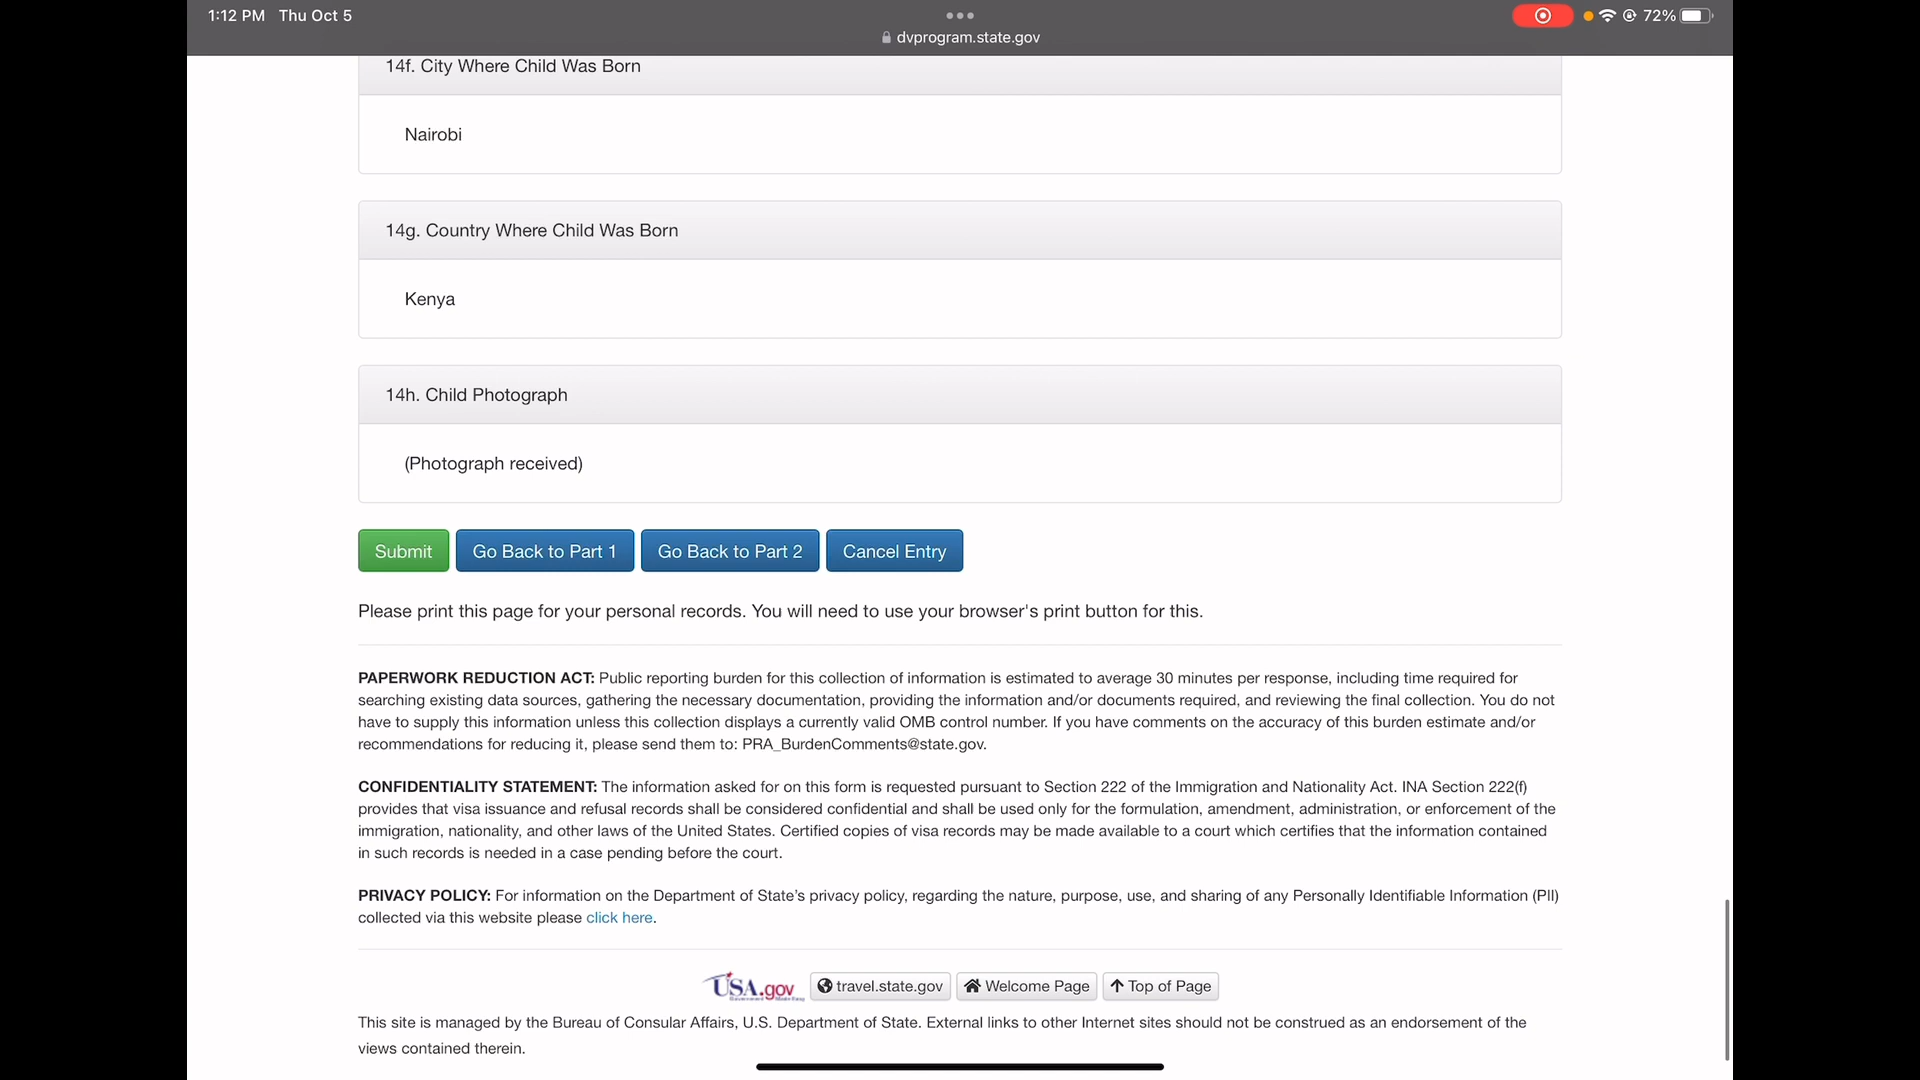 1:12 PM Thu Oct 5
72%
dvprogram.state.gov
14f. City Where Child Was Born
Nairobi
14g. Country Where Child Was Born
Kenya
14h. Child Photograph
(Photograph received)
Submit Go Back to Part 1 Go Back to Part 2 Cancel Entry
Please print this page for your personal records. You will need to use your browser's print button for this.
PAPERWORK REDUCTION ACT: Public reporting burden for this collection of information is estimated to average 30 minutes per response, including time required for
searching existing data sources, gathering the necessary documentation, providing the information and/or documents required, and reviewing the final collection. You do not
have to supply this information unless this collection displays a currently valid OMB control number. If you have comments on the accuracy of this burden estimate and/or
recommendations for reducing it, please send them to: PRA_BurdenComments@state.gov.
CONFIDENTIALITY STATEMENT: The information asked for on this form is requested pursuant to Section 222 of the Immigration and Nationality Act. INA Section 222(f)
provides that visa issuance and refusal records shall be considered confidential and shall be used only for the formulation, amendment, administration, or enforcement of the
immigration, nationality, and other laws of the United States. Certified copies of visa records may be made available to a court which certifies that the information contained
in such records is needed in a case pending before the court.
PRIVACY POLICY: For information on the Department of State’s privacy policy, regarding the nature, purpose, use, and sharing of any Personally Identifiable Information (PII)
collected via this website please click here.
USA.gov travel.state.gov Welcome Page Top of Page
This site is managed by the Bureau of Consular Affairs, U.S. Department of State. External links to other Internet sites should not be construed as an endorsement of the
views contained therein.